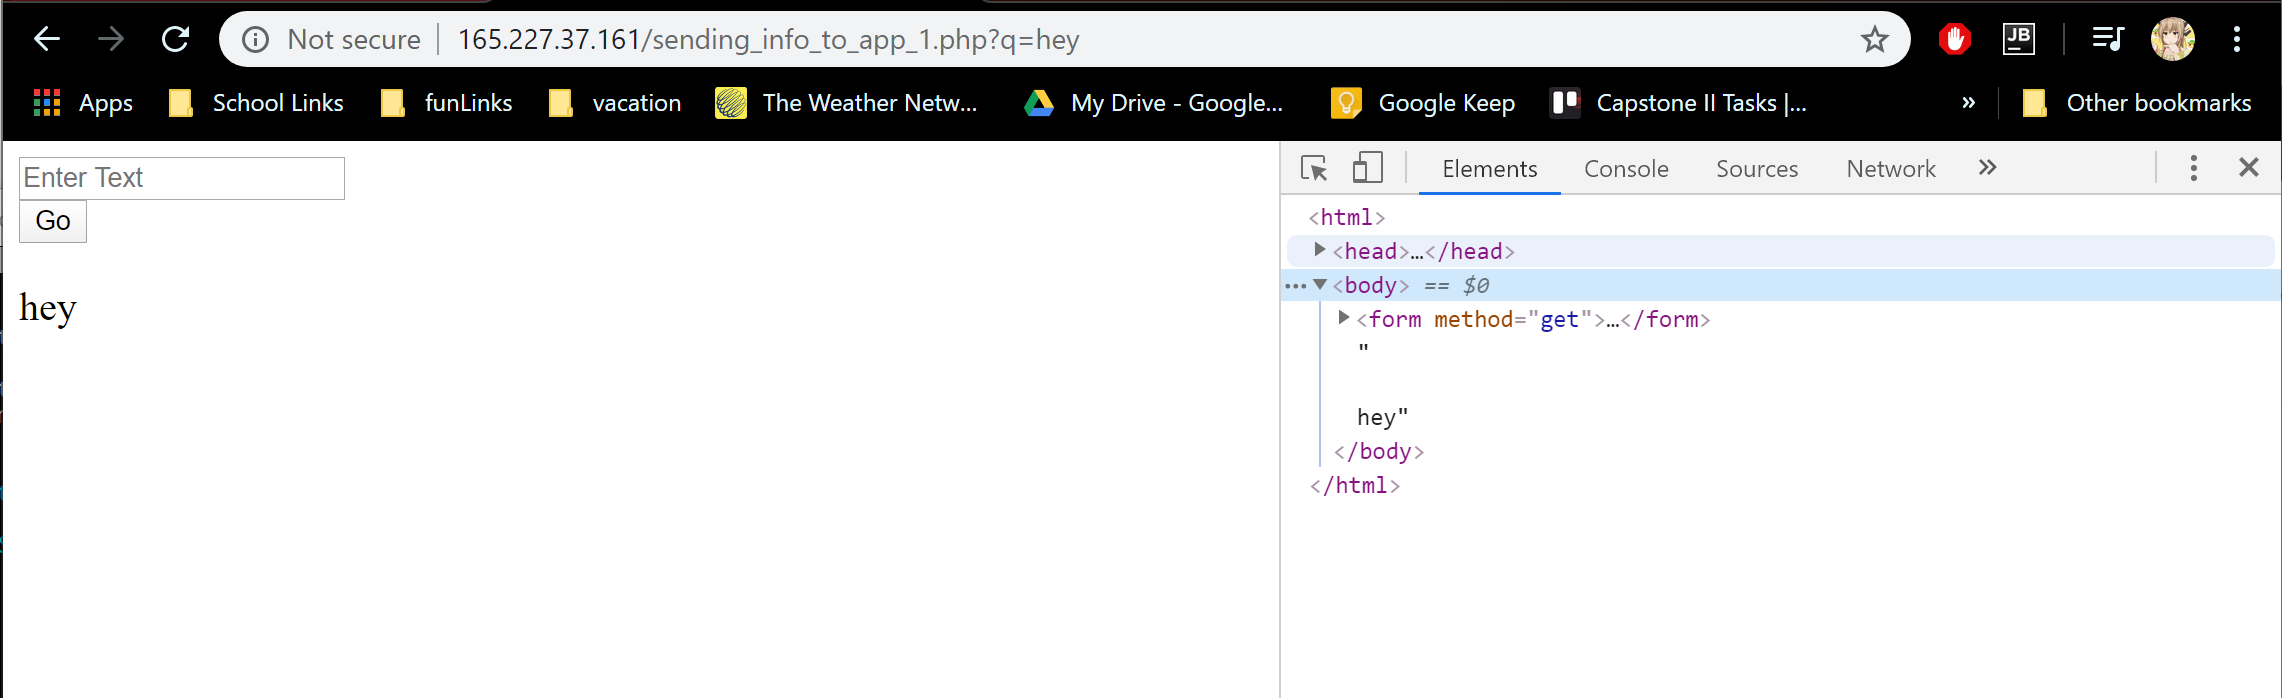 Not secure | 165.227.37.161/sending_info_to_app_1.php?q=hey JB
Apps School Links funLinks vacation The Weather Netw... My Drive - Google... Google Keep Capstone II Tasks |... » Other bookmarks
Enter Text
Go
hey
Elements Console Sources Network »
<html>
<head>…</head>
<body> == $0
<form method="get">…</form>
"
hey"
</body>
</html>